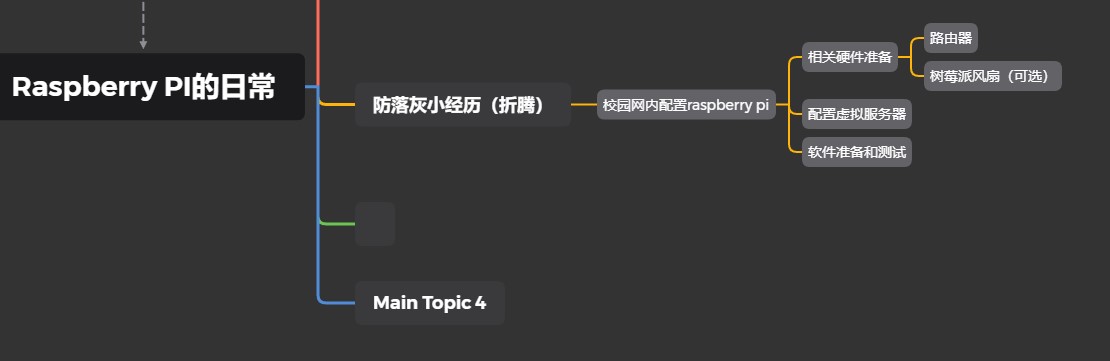 Raspberry PI的日常
防落灰小经历（折腾）
校园网内配置raspberry pi
相关硬件准备
路由器
树莓派风扇（可选）
配置虚拟服务器
软件准备和测试
Main Topic 4